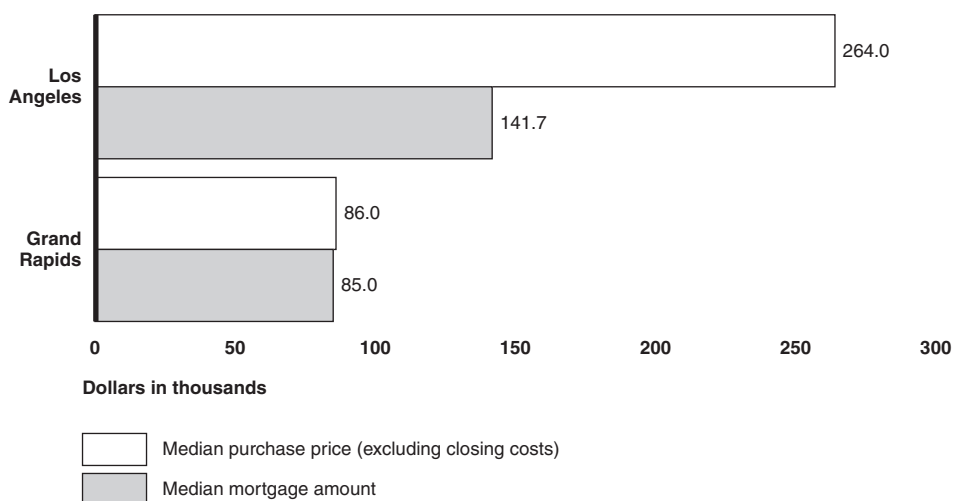 Los
Angeles
264.0
141.7
Grand
Rapids
86.0
85.0
0 50 100 150 200 250 300
Dollars in thousands
Median purchase price (excluding closing costs)
Median mortgage amount